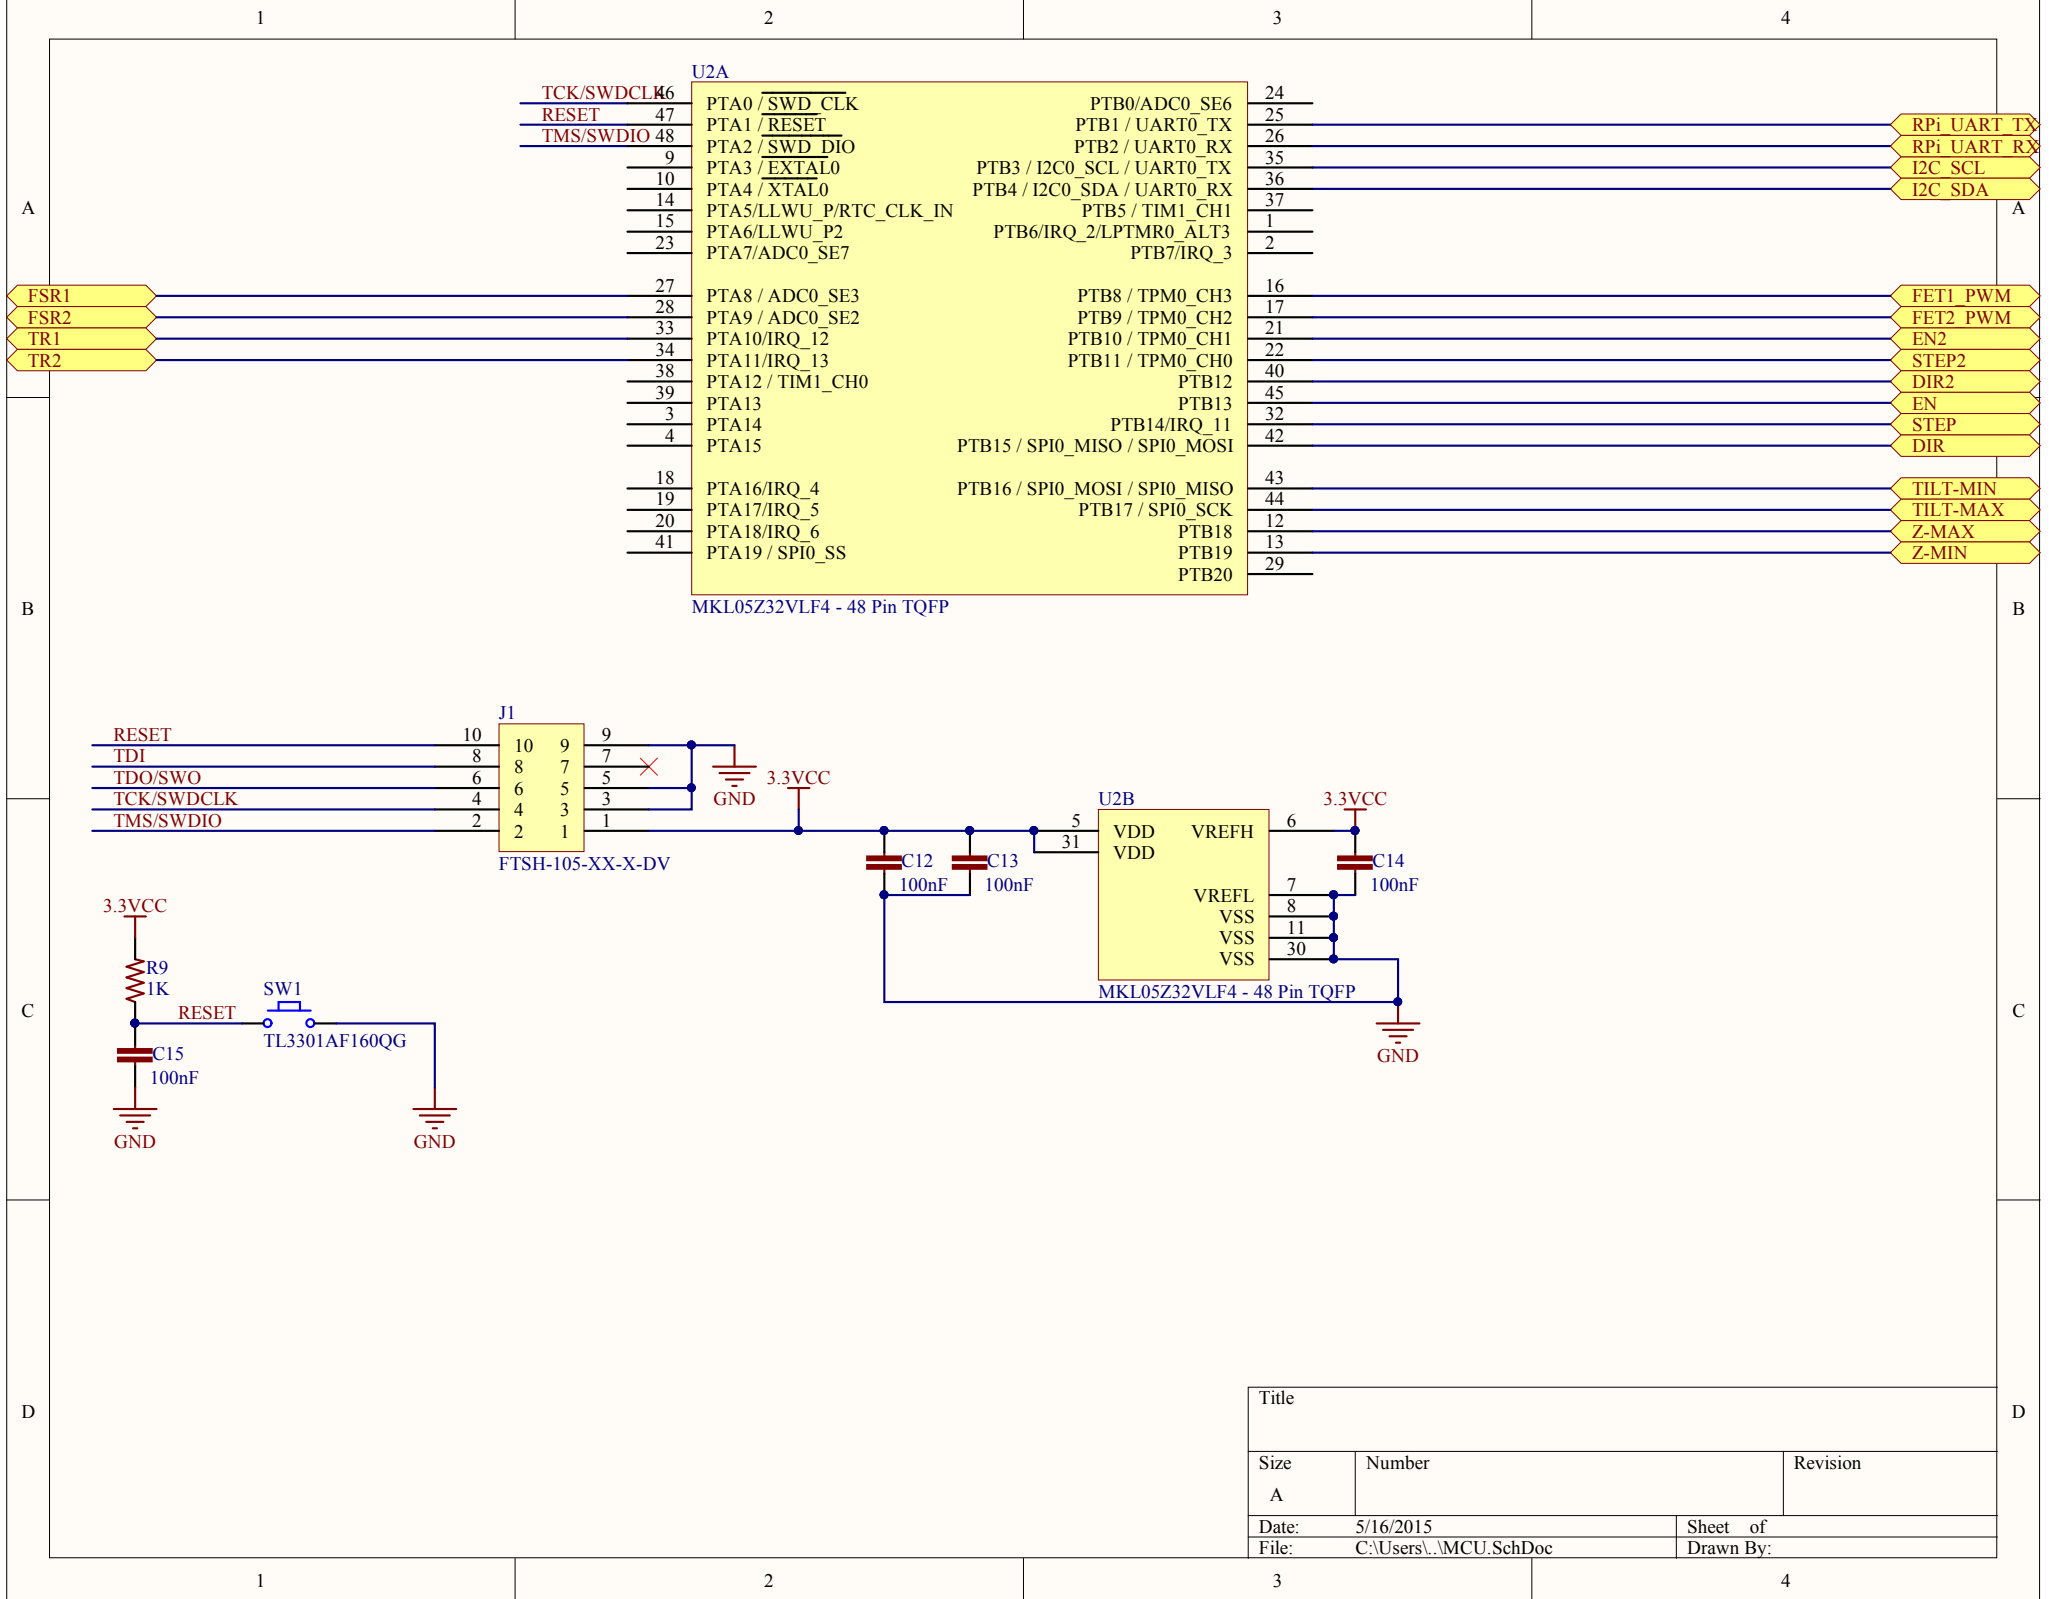 1 2 3 4
A A
B B
C C
D D
U2A
TCK/SWDCLK 46 PTA0 / SWD_CLK
RESET 47 PTA1 / RESET
TMS/SWDIO 48 PTA2 / SWD_DIO
9 PTA3 / EXTAL0
10 PTA4 / XTAL0
14 PTA5/LLWU_P/RTC_CLK_IN
15 PTA6/LLWU_P2
23 PTA7/ADC0_SE7
FSR1 27 PTA8 / ADC0_SE3
FSR2 28 PTA9 / ADC0_SE2
TR1 33 PTA10/IRQ_12
TR2 34 PTA11/IRQ_13
38 PTA12 / TIM1_CH0
39 PTA13
3 PTA14
4 PTA15
18 PTA16/IRQ_4
19 PTA17/IRQ_5
20 PTA18/IRQ_6
41 PTA19 / SPI0_SS
PTB0/ADC0_SE6 24
PTB1 / UART0_TX 25 RPi_UART_TX
PTB2 / UART0_RX 26 RPi_UART_RX
PTB3 / I2C0_SCL / UART0_TX 35 I2C_SCL
PTB4 / I2C0_SDA / UART0_RX 36 I2C_SDA
PTB5 / TIM1_CH1 37
PTB6/IRQ_2/LPTMR0_ALT3 1
PTB7/IRQ_3 2
PTB8 / TPM0_CH3 16 FET1_PWM
PTB9 / TPM0_CH2 17 FET2_PWM
PTB10 / TPM0_CH1 21 EN2
PTB11 / TPM0_CH0 22 STEP2
PTB12 40 DIR2
PTB13 45 EN
PTB14/IRQ_11 32 STEP
PTB15 / SPI0_MISO / SPI0_MOSI 42 DIR
PTB16 / SPI0_MOSI / SPI0_MISO 43 TILT-MIN
PTB17 / SPI0_SCK 44 TILT-MAX
PTB18 12 Z-MAX
PTB19 13 Z-MIN
PTB20 29
MKL05Z32VLF4 - 48 Pin TQFP
J1
RESET 10 10 9 9
TDI 8 8 7 7
TDO/SWO 6 6 5 5
TCK/SWDCLK 4 4 3 3
TMS/SWDIO 2 2 1 1
FTSH-105-XX-X-DV
GND
3.3VCC
C12
100nF
C13
100nF
U2B
5 VDD VREFH 6
31 VDD
VREFL 7
VSS 8
VSS 11
VSS 30
MKL05Z32VLF4 - 48 Pin TQFP
3.3VCC
C14
100nF
GND
3.3VCC
R9
1K
RESET
SW1
TL3301AF160QG
C15
100nF
GND
GND
Title
Size Number Revision
A
Date: 5/16/2015 Sheet of
File: C:\Users\..\MCU.SchDoc Drawn By:
1 2 3 4